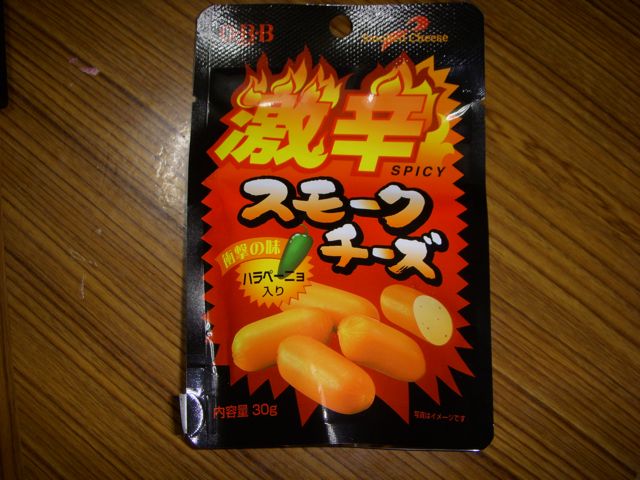 Q·B·B
Smoked Cheese
激辛
SPICY
スモーク
チーズ
衝撃の味
ハラペーニョ
入り
内容量 30g
写真はイメージです